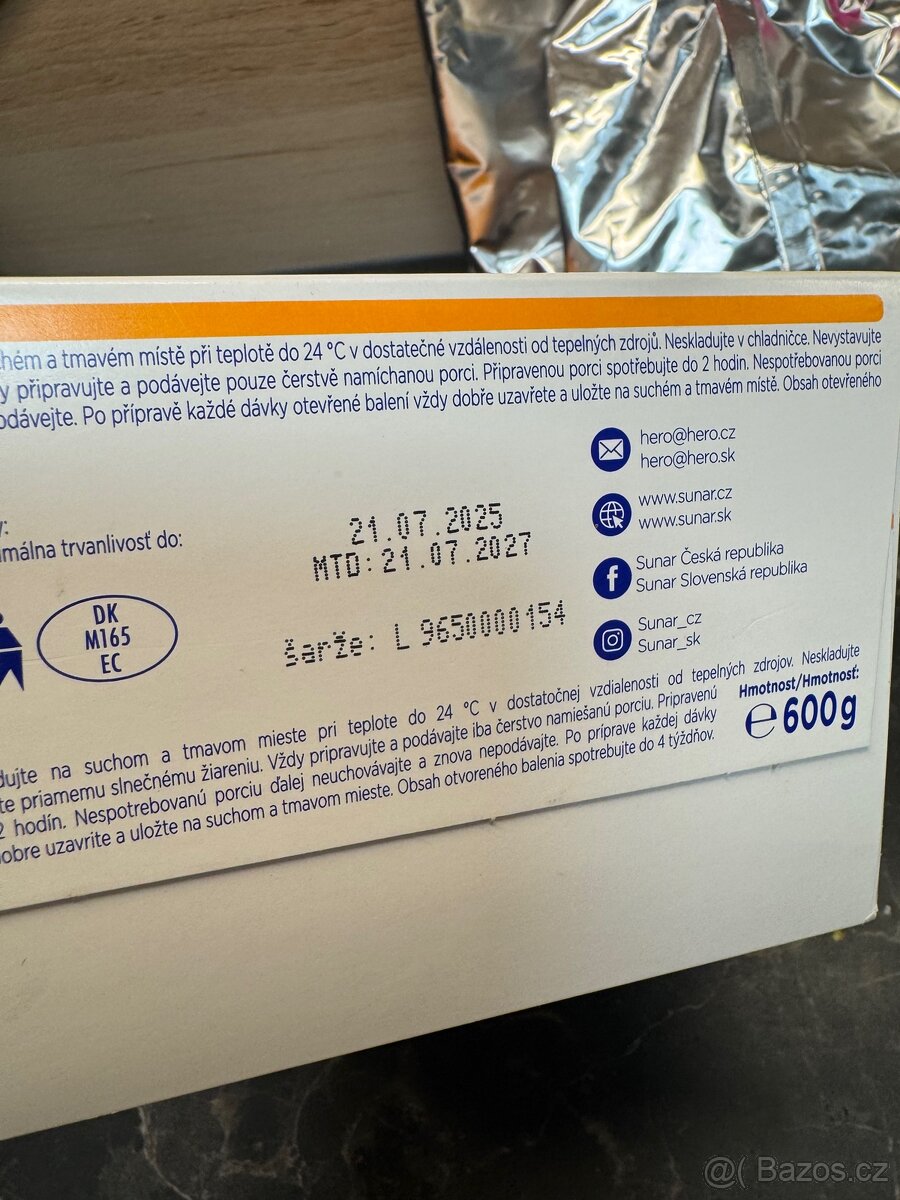 chém a tmavém místě při teplotě do 24 °C v dostatečné vzdálenosti od tepelných zdrojů. Neskladujte v chladničce. Nevystavujte
y připravujte a podávejte pouze čerstvě namíchanou porci. Připravenou porci spotřebujte do 2 hodin. Nespotřebovanou porci
odávejte. Po přípravě každé dávky otevřené balení vždy dobře uzavřete a uložte na suchém a tmavém místě. Obsah otevřeného
hero@hero.cz
hero@hero.sk
www.sunar.cz
www.sunar.sk
Sunar Česká republika
Sunar Slovenská republika
Sunar_cz
Sunar_sk
y:
imálna trvanlivosť do:
21.07.2025
MTD: 21.07.2027
šarže: L 9650000154
DK
M165
EC
dujte na suchom a tmavom mieste pri teplote do 24 °C v dostatočnej vzdialenosti od tepelných zdrojov. Neskladujte
te priamemu slnečnému žiareniu. Vždy pripravujte a podávajte iba čerstvo namiešanú porciu. Pripravenú
2 hodín. Nespotrebovanú porciu ďalej neuchovávajte a znova nepodávajte. Po príprave každej dávky
obre uzavrite a uložte na suchom a tmavom mieste. Obsah otvoreného balenia spotrebujte do 4 týždňov.
Hmotnost/Hmotnosť:
℮600g
@( Bazos.cz